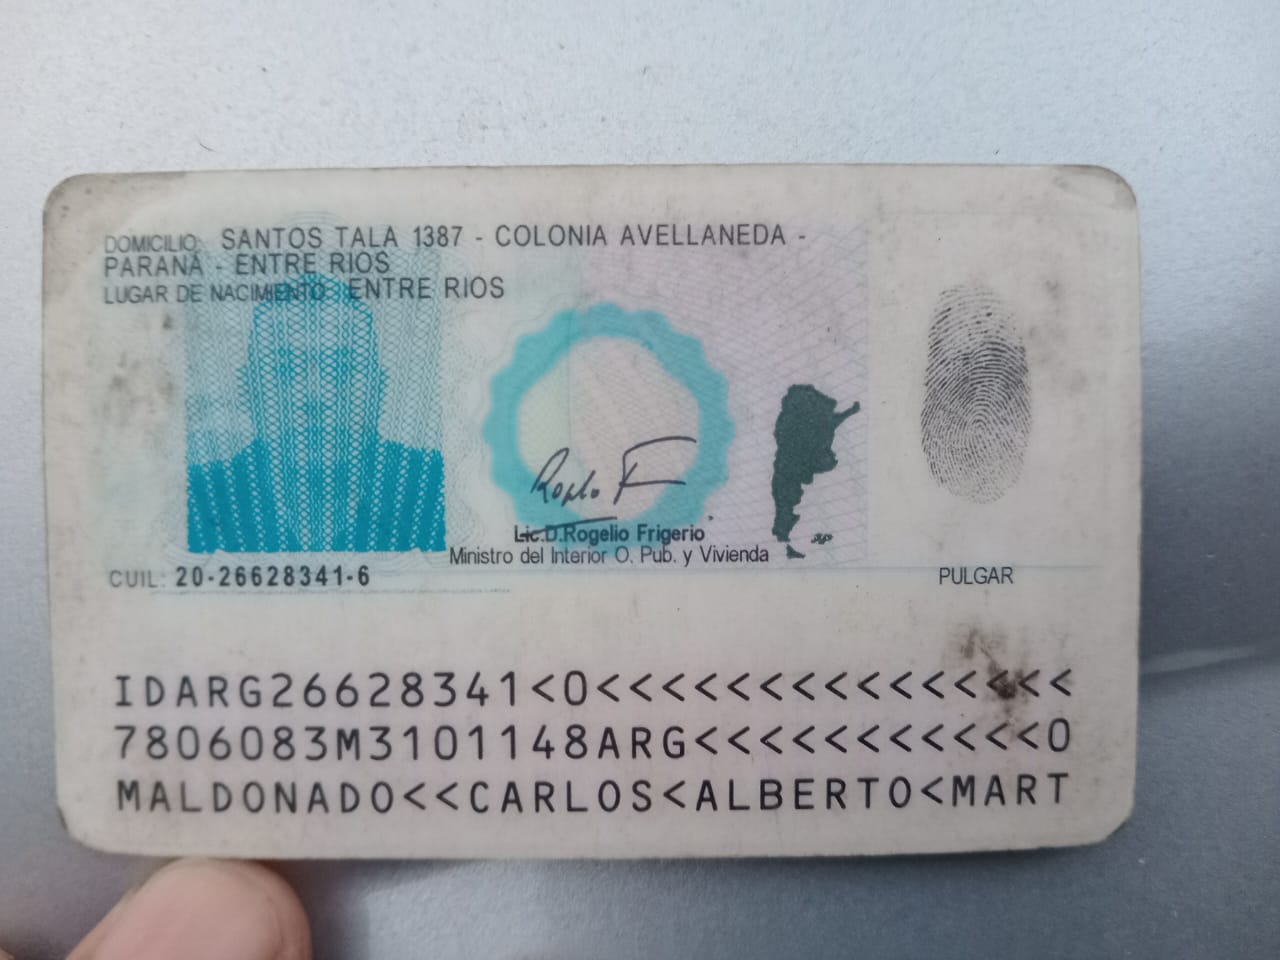 DOMICILIO: SANTOS TALA 1387 - COLONIA AVELLANEDA -
PARANÁ - ENTRE RIOS
LUGAR DE NACIMIENTO: ENTRE RIOS
Lic.D.Rogelio Frigerio
Ministro del Interior O. Pub. y Vivienda
CUIL: 20-26628341-6
PULGAR
IDARG26628341<0<<<<<<<<<<<<<<<
7806083M3101148ARG<<<<<<<<<<<0
MALDONADO<<CARLOS<ALBERTO<MART